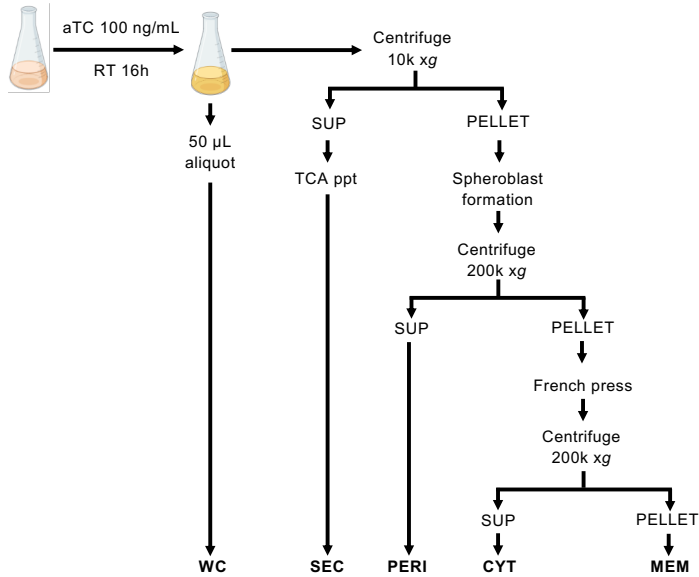 aTC 100 ng/mL
RT 16h
Centrifuge
10k xg
50 µL
aliquot
SUP
PELLET
TCA ppt
Spheroblast
formation
Centrifuge
200k xg
SUP
PELLET
French press
Centrifuge
200k xg
SUP
PELLET
WC
SEC
PERI
CYT
MEM